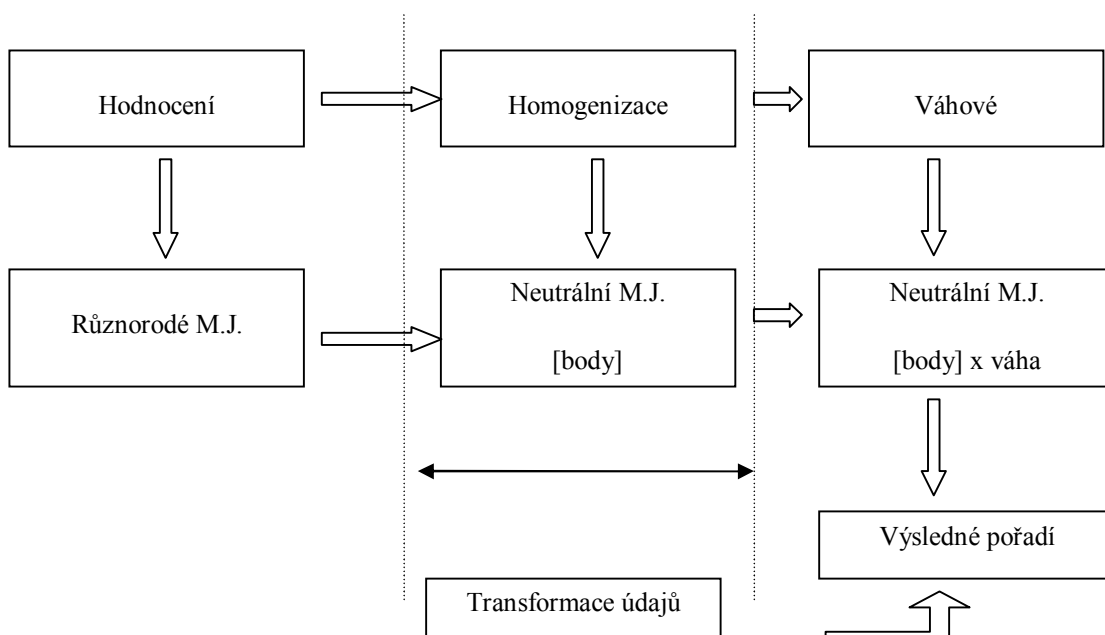 Hodnocení
Homogenizace
Váhové
Různorodé M.J.
Neutrální M.J.
[body]
Neutrální M.J.
[body] x váha
Výsledné pořadí
Transformace údajů